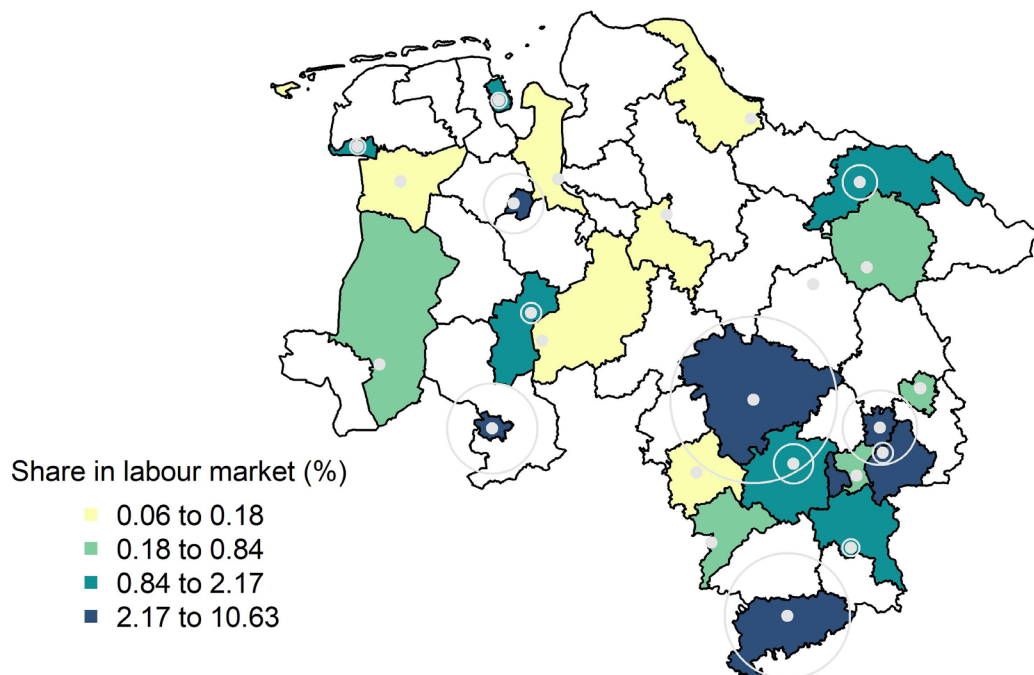 Share in labour market (%)
0.06 to 0.18
0.18 to 0.84
0.84 to 2.17
2.17 to 10.63